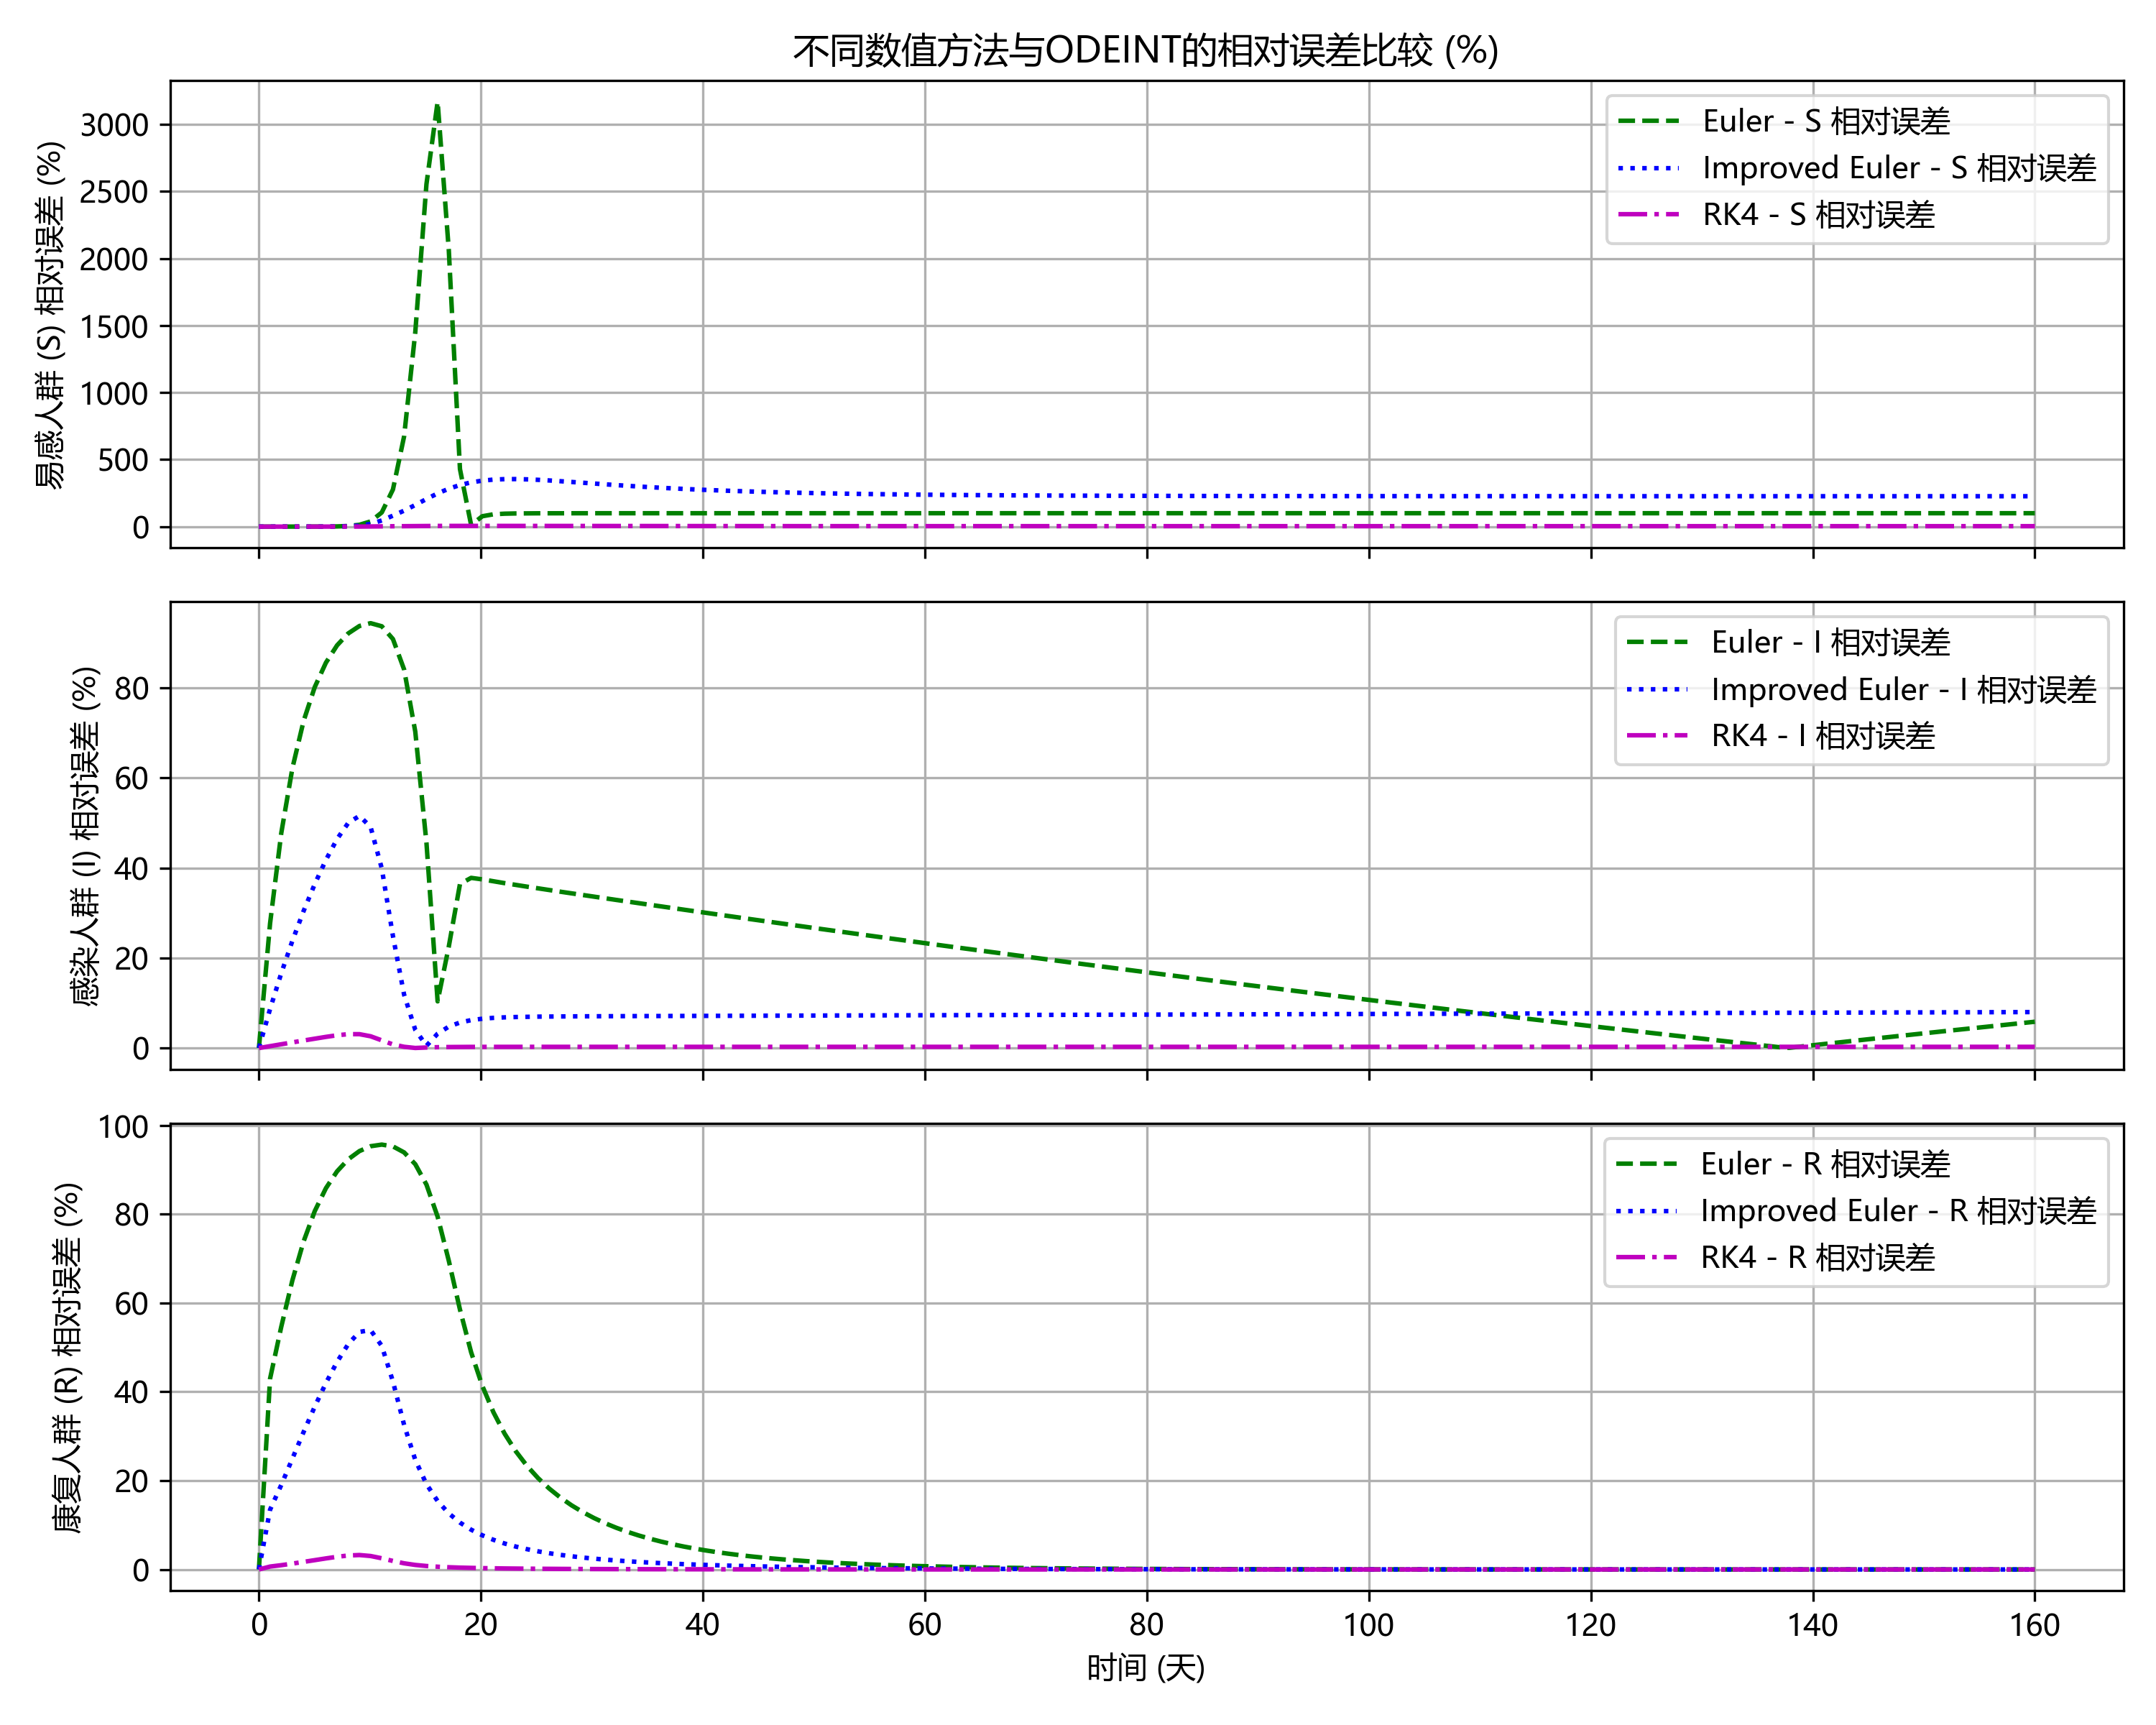 不同数值方法与ODEINT的相对误差比较 (%)
易感人群 (S) 相对误差 (%)
3000
2500
2000
1500
1000
500
0
Euler - S 相对误差
Improved Euler - S 相对误差
RK4 - S 相对误差
感染人群 (I) 相对误差 (%)
80
60
40
20
0
Euler - I 相对误差
Improved Euler - I 相对误差
RK4 - I 相对误差
康复人群 (R) 相对误差 (%)
100
80
60
40
20
0
Euler - R 相对误差
Improved Euler - R 相对误差
RK4 - R 相对误差
0 20 40 60 80 100 120 140 160
时间 (天)